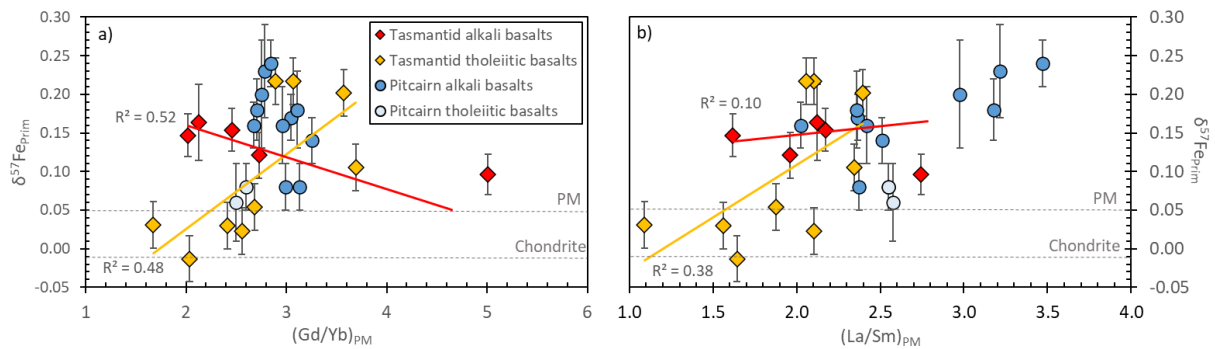 a)
Tasmantid alkali basalts
Tasmantid tholeiitic basalts
Pitcairn alkali basalts
Pitcairn tholeiitic basalts
R² = 0.52
R² = 0.48
δ⁵⁷Fe_Prim
0.30
0.25
0.20
0.15
0.10
0.05
0.00
-0.05
1 2 3 4 5 6
(Gd/Yb)_PM
PM
Chondrite
b)
R² = 0.10
R² = 0.38
PM
Chondrite
1.0 1.5 2.0 2.5 3.0 3.5 4.0
(La/Sm)_PM
0.30
0.25
0.20
0.15
0.10
0.05
0.00
-0.05
δ⁵⁷Fe_Prim